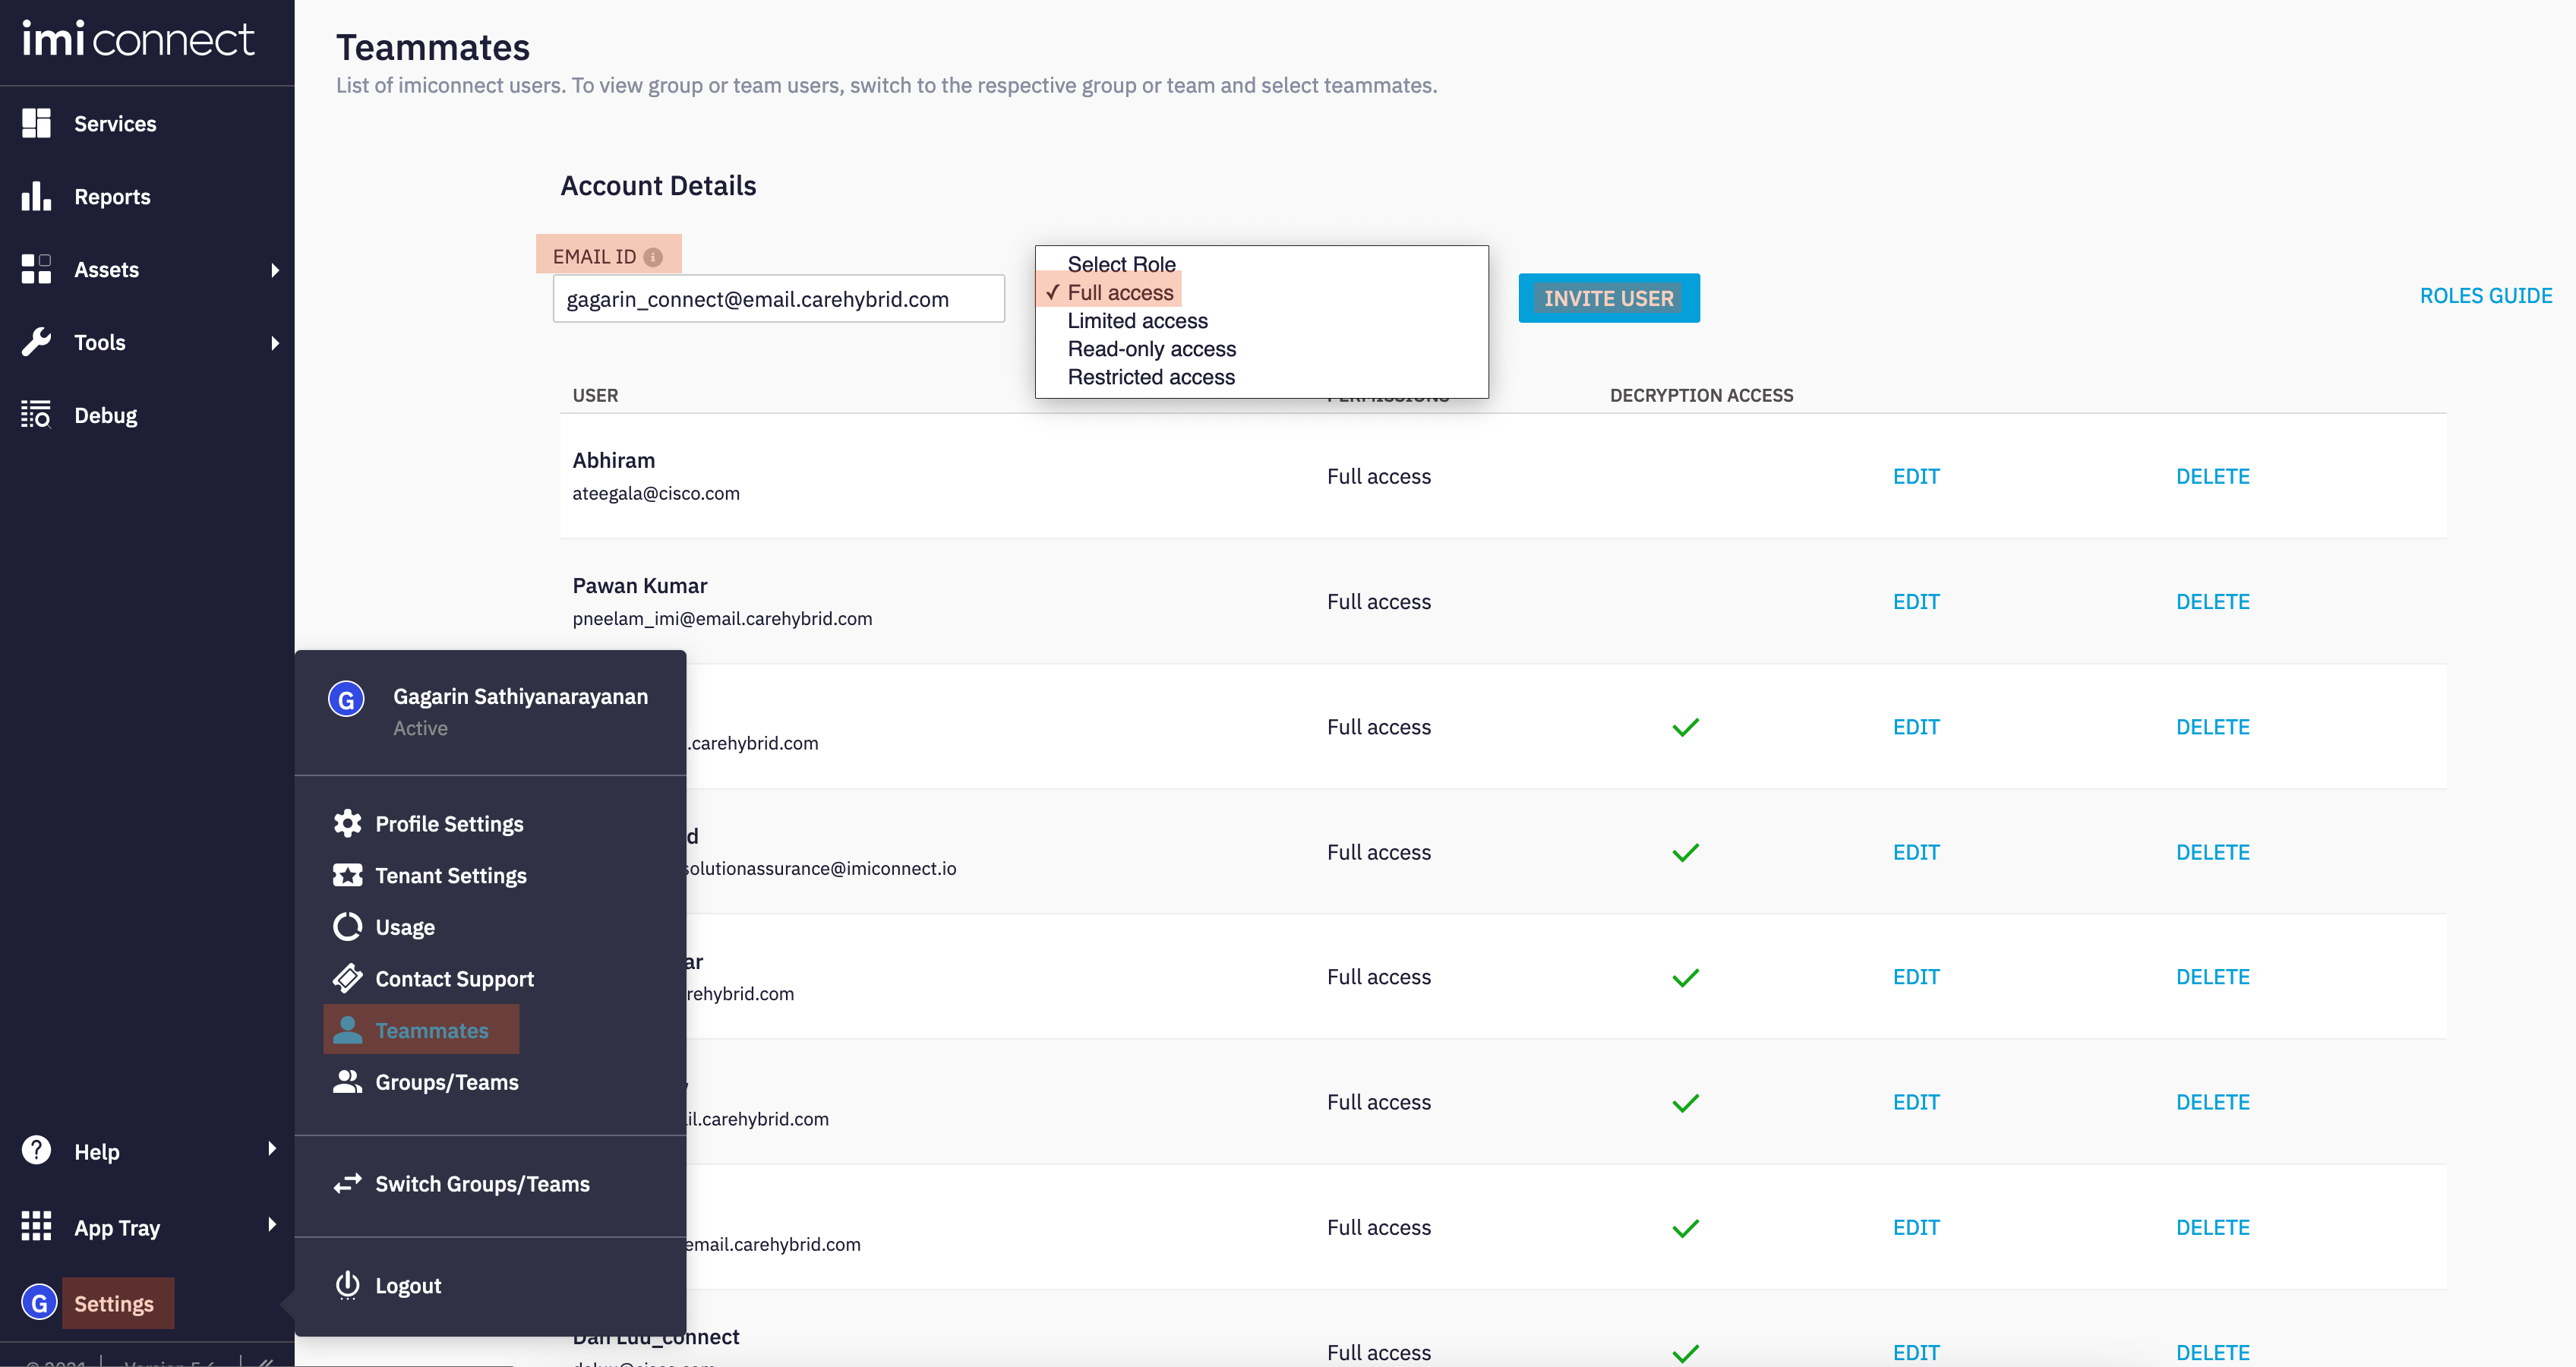 imiconnect
Services
Reports
Assets
Tools
Debug
Help
App Tray
G Settings
Teammates
List of imiconnect users. To view group or team users, switch to the respective group or team and select teammates.
Account Details
EMAIL ID
gagarin_connect@email.carehybrid.com
Select Role
✓ Full access
Limited access
Read-only access
Restricted access
INVITE USER
ROLES GUIDE
USER PERMISSIONS DECRYPTION ACCESS
Abhiram
ateegala@cisco.com
Full access EDIT DELETE
Pawan Kumar
pneelam_imi@email.carehybrid.com
Full access EDIT DELETE
.carehybrid.com
Full access EDIT DELETE
d
solutionassurance@imiconnect.io
Full access EDIT DELETE
ar
rehybrid.com
Full access EDIT DELETE
il.carehybrid.com
Full access EDIT DELETE
email.carehybrid.com
Full access EDIT DELETE
Dan Luu_connect
Full access EDIT DELETE
G Gagarin Sathiyanarayanan
Active
Profile Settings
Tenant Settings
Usage
Contact Support
Teammates
Groups/Teams
Switch Groups/Teams
Logout